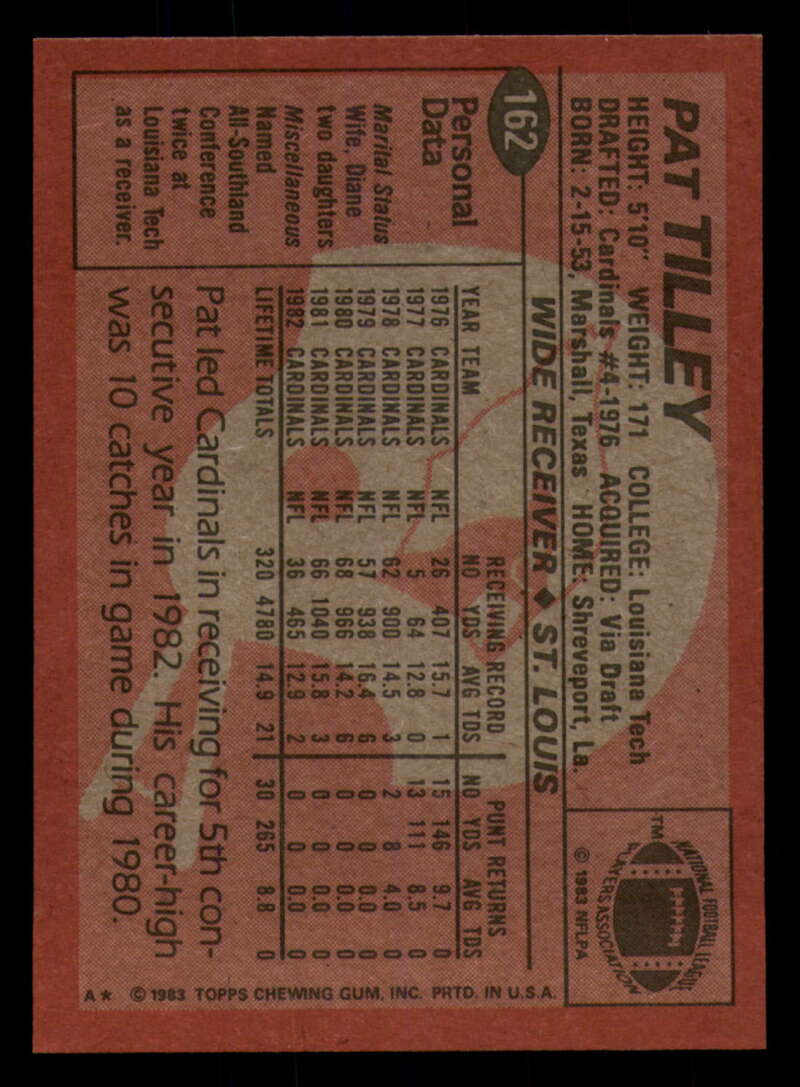 PAT TILLEY
HEIGHT: 5'10" WEIGHT: 171 COLLEGE: Louisiana Tech
DRAFTED: Cardinals #4-1976 ACQUIRED: Via Draft
BORN: 2-15-53, Marshall, Texas HOME: Shreveport, La.
162
WIDE RECEIVER ♦ ST. LOUIS
NATIONAL FOOTBALL LEAGUE
PLAYERS ASSOCIATION
TM
© 1983 NFLPA
Personal
Data
Marital Status
Wife, Diane
two daughters
Miscellaneous
Named
All-Southland
Conference
twice at
Louisiana Tech
as a receiver.
RECEIVING RECORD PUNT RETURNS
YEAR TEAM NO YDS AVG TDS NO YDS AVG TDS
1976 CARDINALS NFL 26 407 15.7 1 15 146 9.7 0
1977 CARDINALS NFL 5 64 12.8 0 13 111 8.5 0
1978 CARDINALS NFL 62 900 14.5 3 2 8 4.0 0
1979 CARDINALS NFL 57 938 16.4 6 0 0 0.0 0
1980 CARDINALS NFL 68 966 14.2 6 0 0 0.0 0
1981 CARDINALS NFL 66 1040 15.8 3 0 0 0.0 0
1982 CARDINALS NFL 36 465 12.9 2 0 0 0.0 0
LIFETIME TOTALS 320 4780 14.9 21 30 265 8.8 0
Pat led Cardinals in receiving for 5th con-
secutive year in 1982. His career-high
was 10 catches in game during 1980.
A* © 1983 TOPPS CHEWING GUM, INC. PRTD. IN U.S.A.